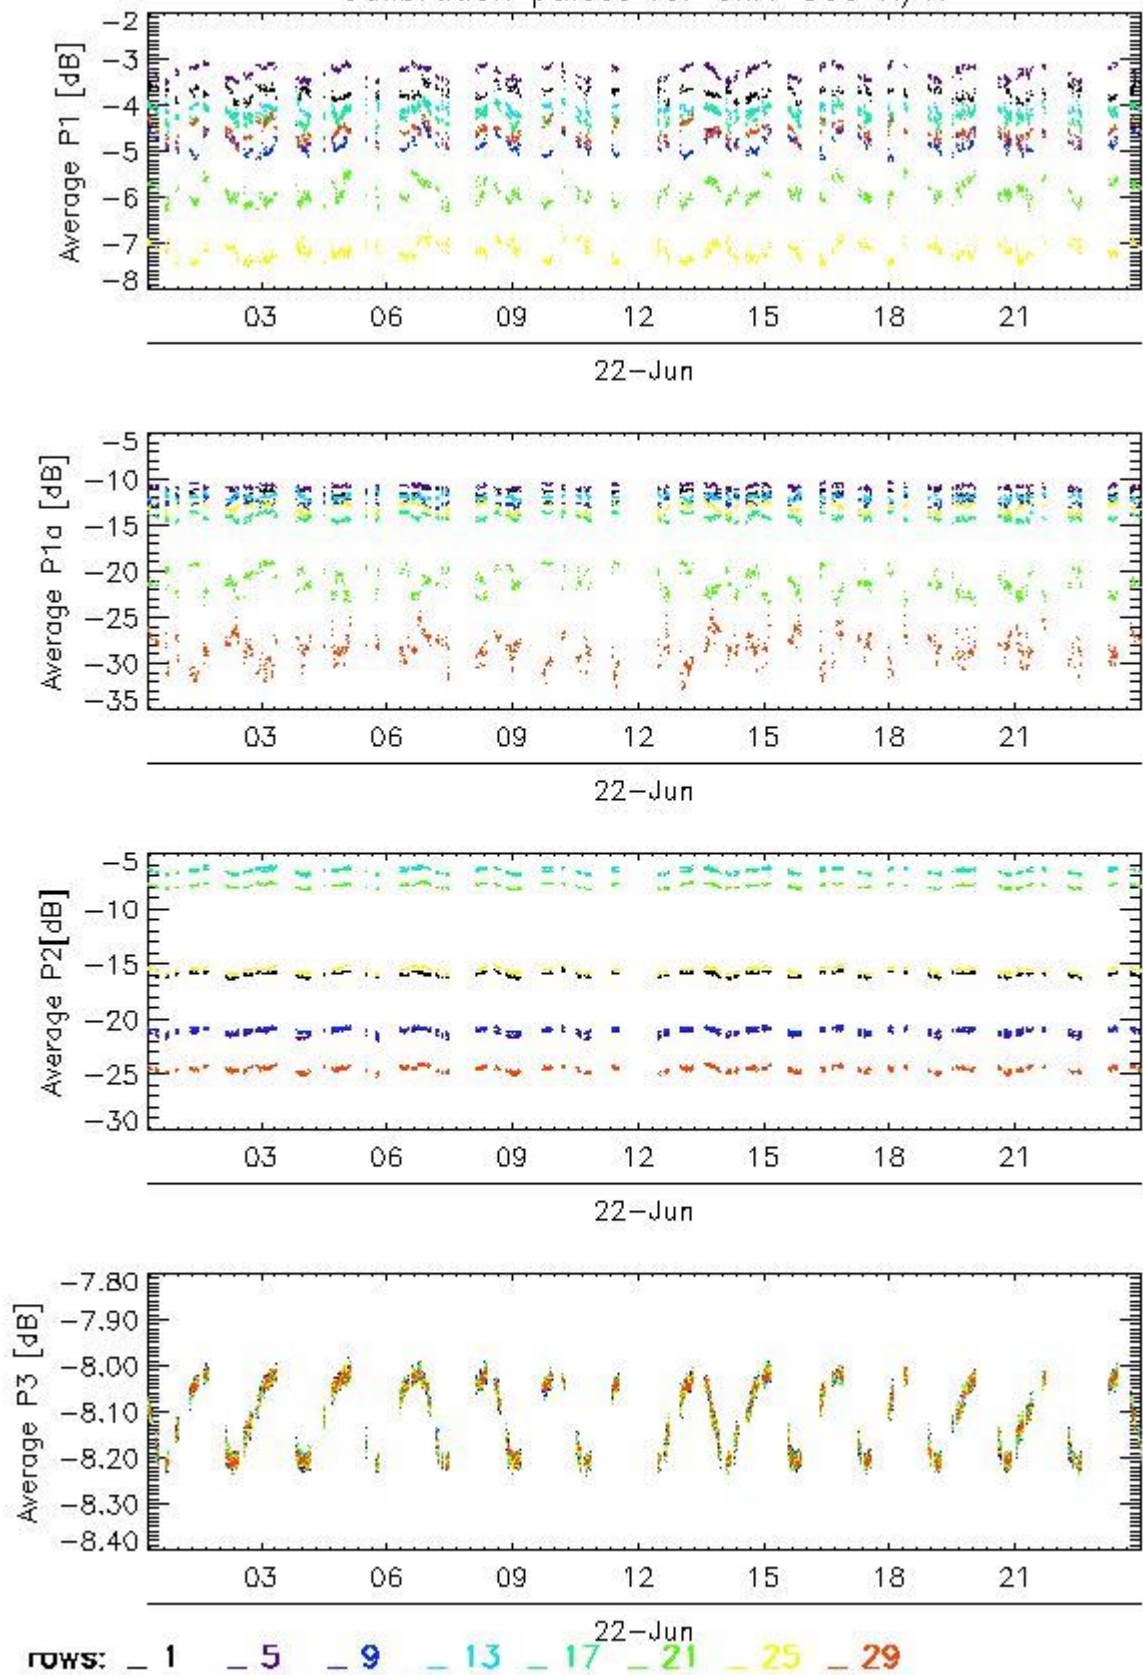 -2
-3
-4
-5
-6
-7
-8
Average P1 [dB]
03 06 09 12 15 18 21
22-Jun
-5
-10
-15
-20
-25
-30
-35
Average P1a [dB]
03 06 09 12 15 18 21
22-Jun
-5
-10
-15
-20
-25
-30
Average P2[dB]
03 06 09 12 15 18 21
22-Jun
-7.80
-7.90
-8.00
-8.10
-8.20
-8.30
-8.40
Average P3 [dB]
03 06 09 12 15 18 21
22-Jun
rows: _ 1 _ 5 _ 9 _ 13 _ 17 _ 21 _ 25 _ 29